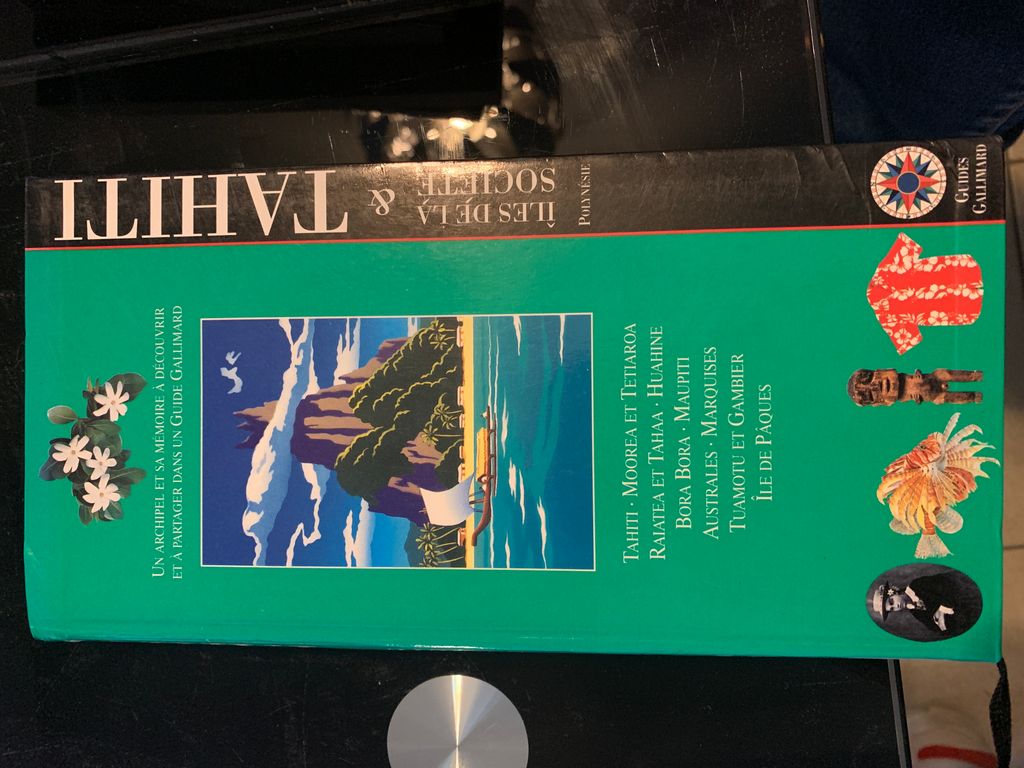 TAHITI
&
ÎLES DE LA
SOCIÉTÉ
POLYNÉSIE
GUIDES
GALLIMARD
UN ARCHIPEL ET SA MÉMOIRE À DÉCOUVRIR
ET À PARTAGER DANS UN GUIDE GALLIMARD
TAHITI · MOOREA ET TETIAROA
RAIATEA ET TAHAA · HUAHINE
BORA BORA · MAUPITI
AUSTRALES · MARQUISES
TUAMOTU ET GAMBIER
ÎLE DE PÂQUES